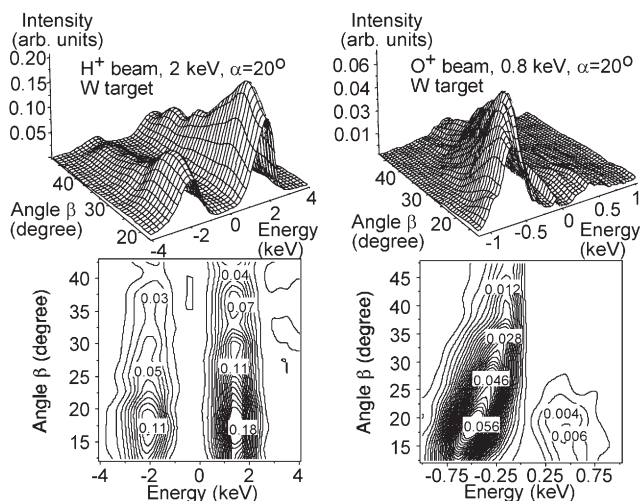 Intensity
(arb. units)
0.20
0.15
0.10
0.05
H+ beam, 2 keV, α=20°
W target
40
30
20
Angle β
(degree)
-4
-2
0
2
4
Energy
(keV)
Intensity
(arb. units)
0.06
0.04
0.03
0.01
O+ beam, 0.8 keV, α=20°
W target
40
30
20
Angle β
(degree)
-1
-0.5
0
0.5
1
Energy
(keV)
Angle β (degree)
40
35
30
25
20
15
0.03
0.05
0.11
0.04
0.07
0.11
0.18
-4
-2
0
2
4
Energy (keV)
Angle β (degree)
45
40
35
30
25
20
15
0.012
0.028
0.046
0.056
0.004
0.006
-0.75
-0.25
0.25
0.75
Energy (keV)